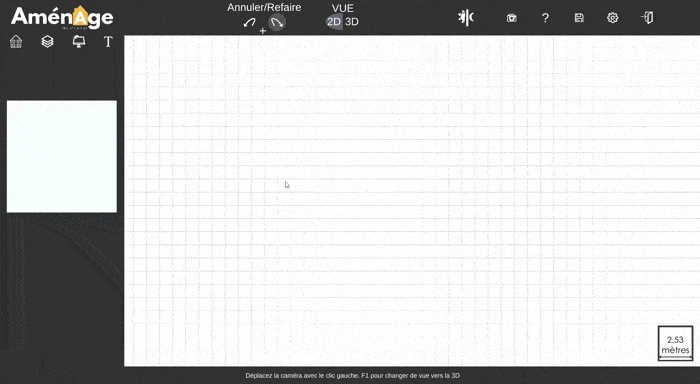 AménAge
Annuler/Refaire
VUE
2D 3D
T
?
2,53
mètres
Déplacez la caméra avec le clic gauche. F1 pour changer de vue vers la 3D